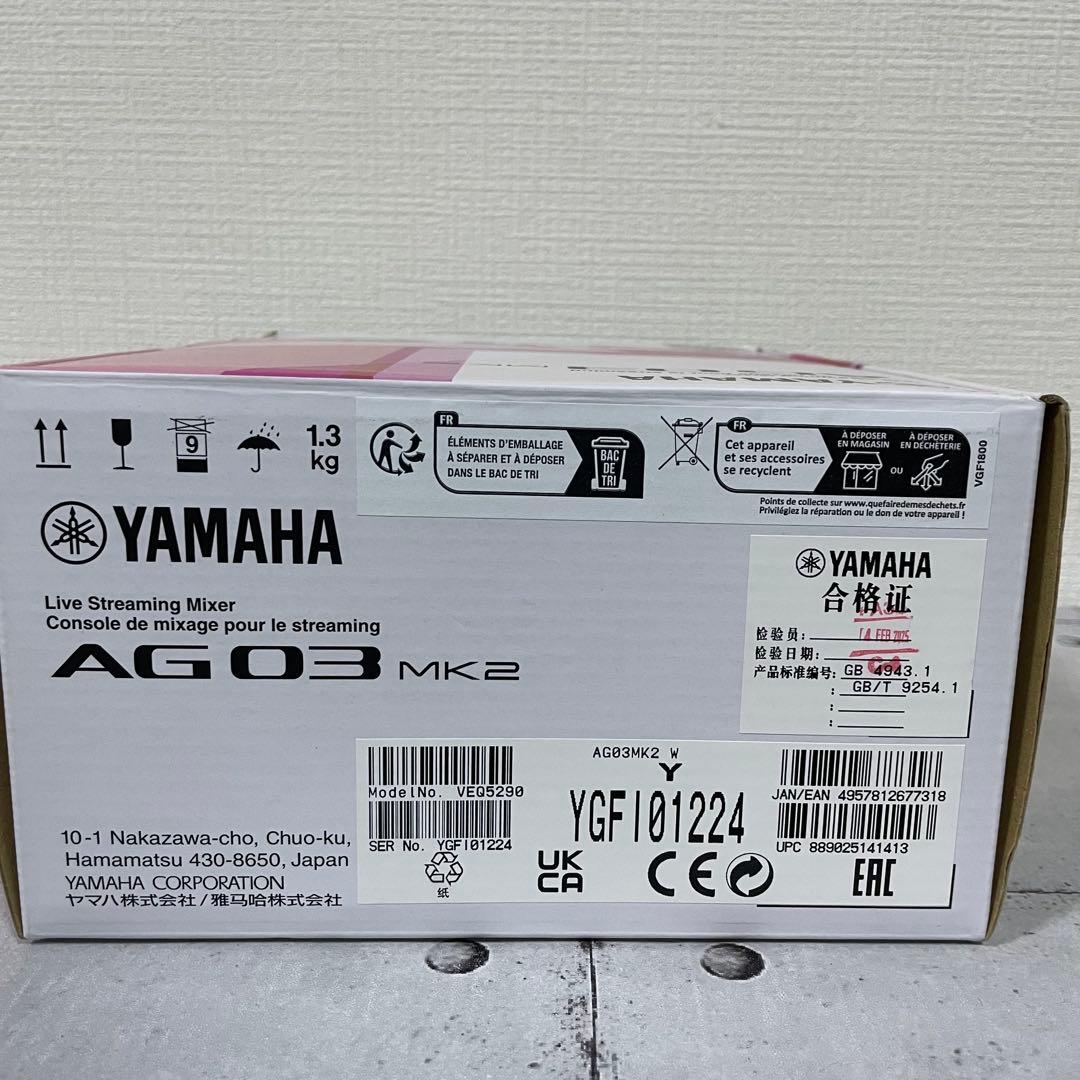 YAMAHA
9
1.3
kg
FR
ÉLÉMENTS D'EMBALLAGE
À SÉPARER ET À DÉPOSER
DANS LE BAC DE TRI
BAC
DE
TRI
FR
Cet appareil
et ses accessoires
se recyclent
À DÉPOSER
EN MAGASIN
OU
À DÉPOSER
EN DÉCHÈTERIE
VGF1800
Points de collecte sur www.quefairedemesdechets.fr
Privilégiez la réparation ou le don de votre appareil !
YAMAHA
Live Streaming Mixer
Console de mixage pour le streaming
AG03 MK2
YAMAHA
合格证
检验员:
14 FEB 2025
检验日期:
产品标准编号: GB 4943.1
: GB/T 9254.1
:
:
10-1 Nakazawa-cho, Chuo-ku,
Hamamatsu 430-8650, Japan
YAMAHA CORPORATION
ヤマハ株式会社/雅马哈株式会社
ModelNo. VEQ5290
SER No. YGFI01224
纸
AG03MK2 W
Y
YGFI01224
JAN/EAN 4957812677318
UPC 889025141413
UK
CA
CE
EAC